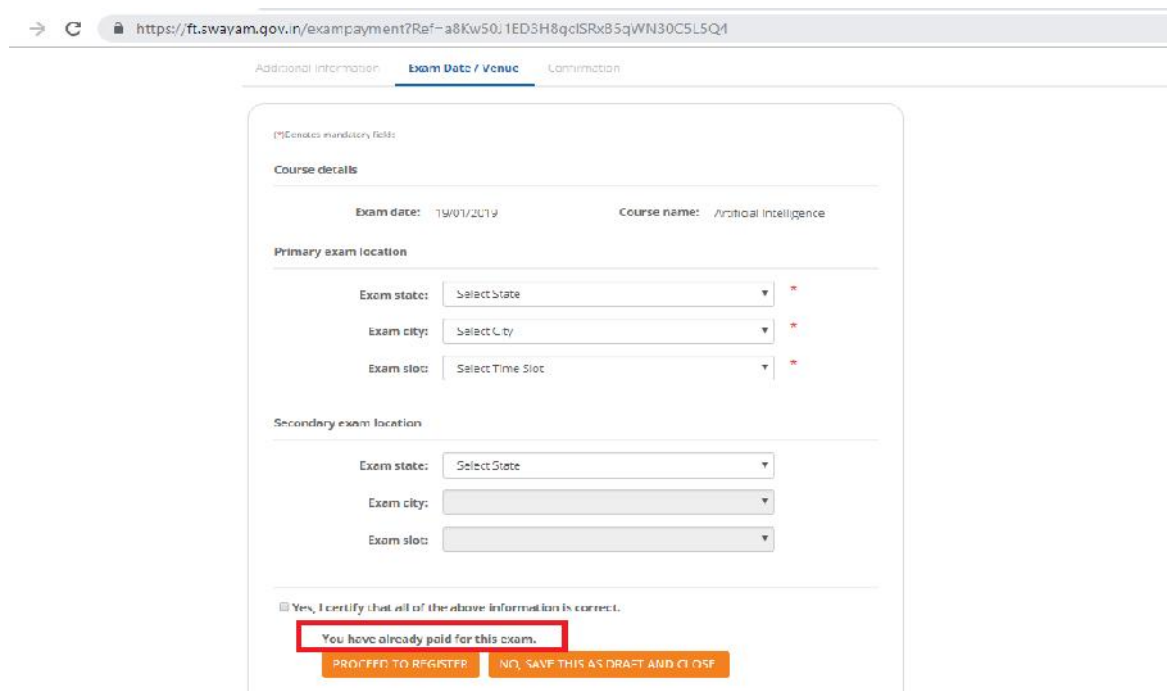 https://ft.swayam.gov.in/exampayment?Ref=
Additional Information Exam Date / Venue Confirmation
(*)Denotes mandatory fields
Course details
Exam date: 19/01/2019 Course name: Artificial Intelligence
Primary exam location
Exam state: Select State *
Exam city: Select City *
Exam slot: Select Time Slot *
Secondary exam location
Exam state: Select State
Exam city:
Exam slot:
Yes, I certify that all of the above information is correct.
You have already paid for this exam.
PROCEED TO REGISTER NO, SAVE THIS AS DRAFT AND CLOSE